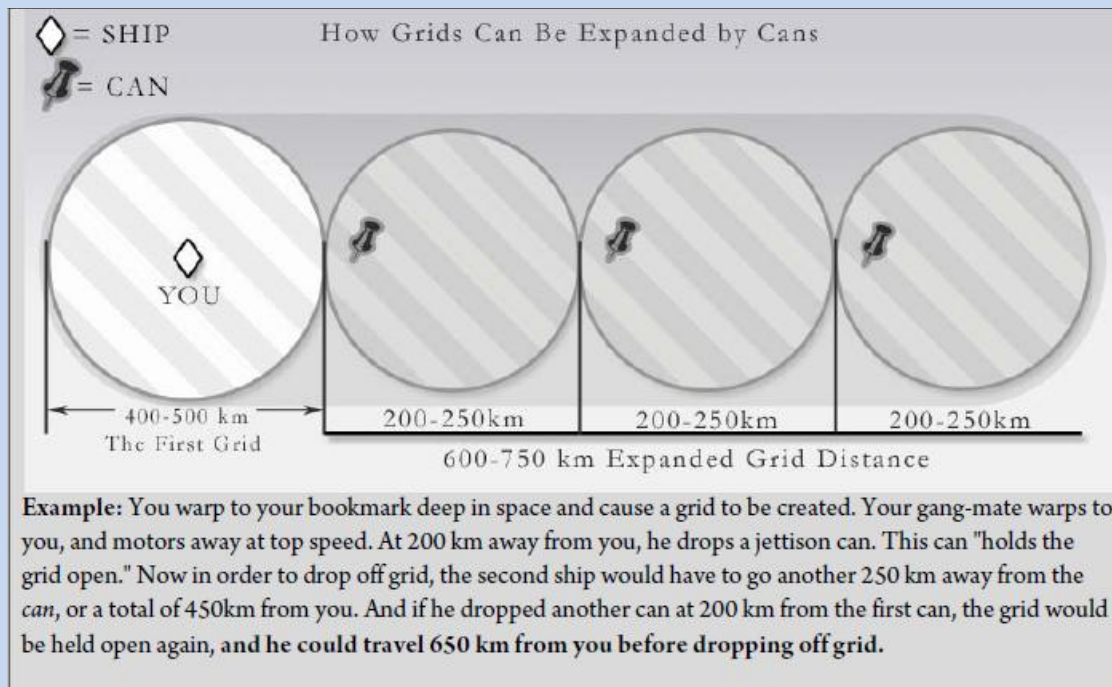 = SHIP
How Grids Can Be Expanded by Cans
= CAN
YOU
400-500 km
The First Grid
200-250km
200-250km
200-250km
600-750 km Expanded Grid Distance
Example: You warp to your bookmark deep in space and cause a grid to be created. Your gang-mate warps to
you, and motors away at top speed. At 200 km away from you, he drops a jettison can. This can "holds the
grid open." Now in order to drop off grid, the second ship would have to go another 250 km away from the
can, or a total of 450km from you. And if he dropped another can at 200 km from the first can, the grid would
be held open again, and he could travel 650 km from you before dropping off grid.